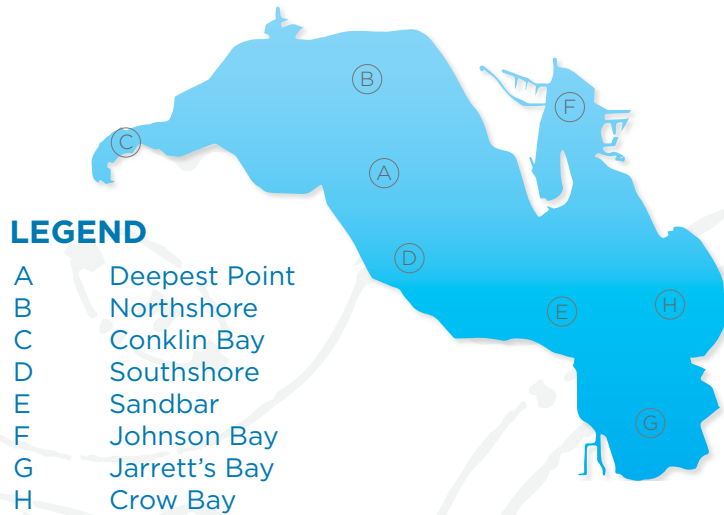 B
F
C
A
LEGEND
D
A Deepest Point
B Northshore
E
H
C Conklin Bay
D Southshore
E Sandbar
F Johnson Bay
G
G Jarrett's Bay
H Crow Bay